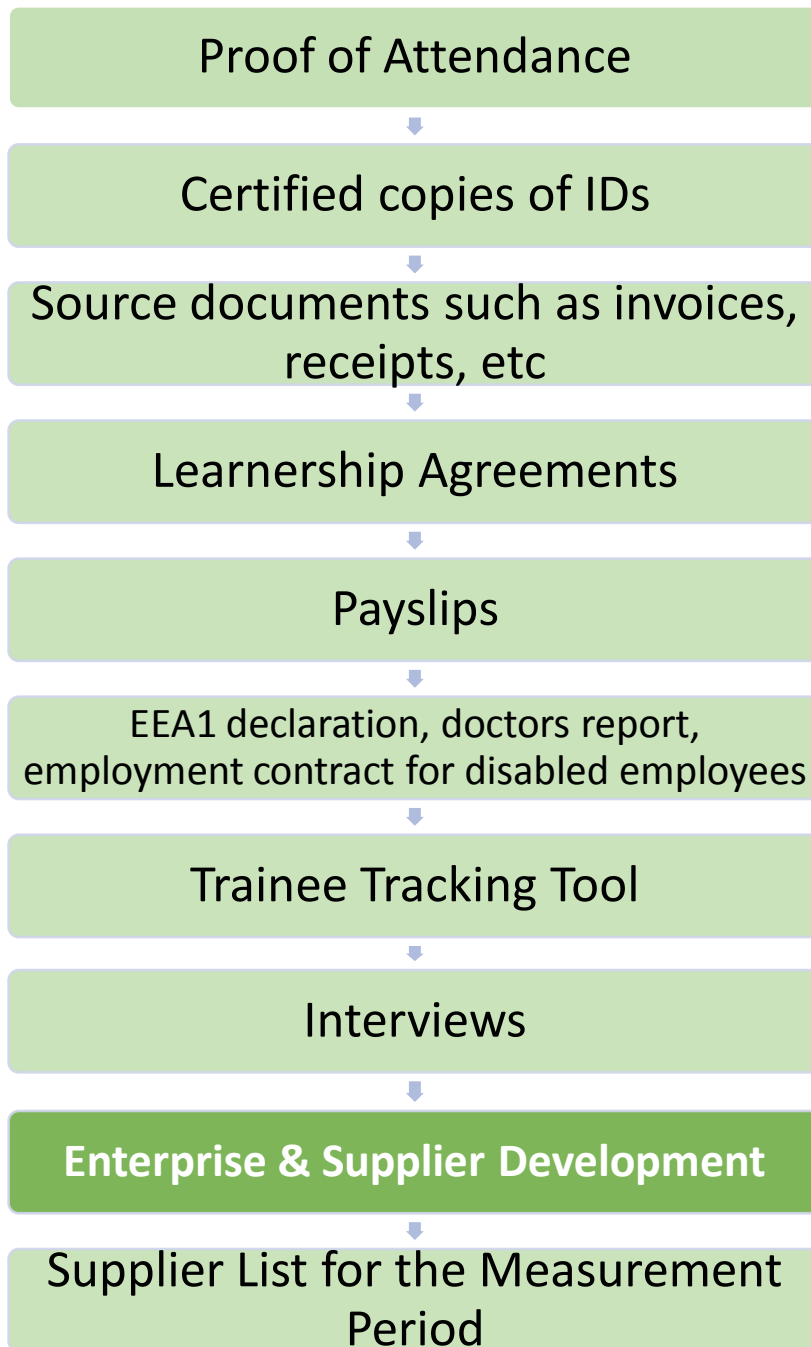 Proof of Attendance
Certified copies of IDs
Source documents such as invoices,
receipts, etc
Learnership Agreements
Payslips
EEA1 declaration, doctors report,
employment contract for disabled employees
Trainee Tracking Tool
Interviews
Enterprise & Supplier Development
Supplier List for the Measurement
Period